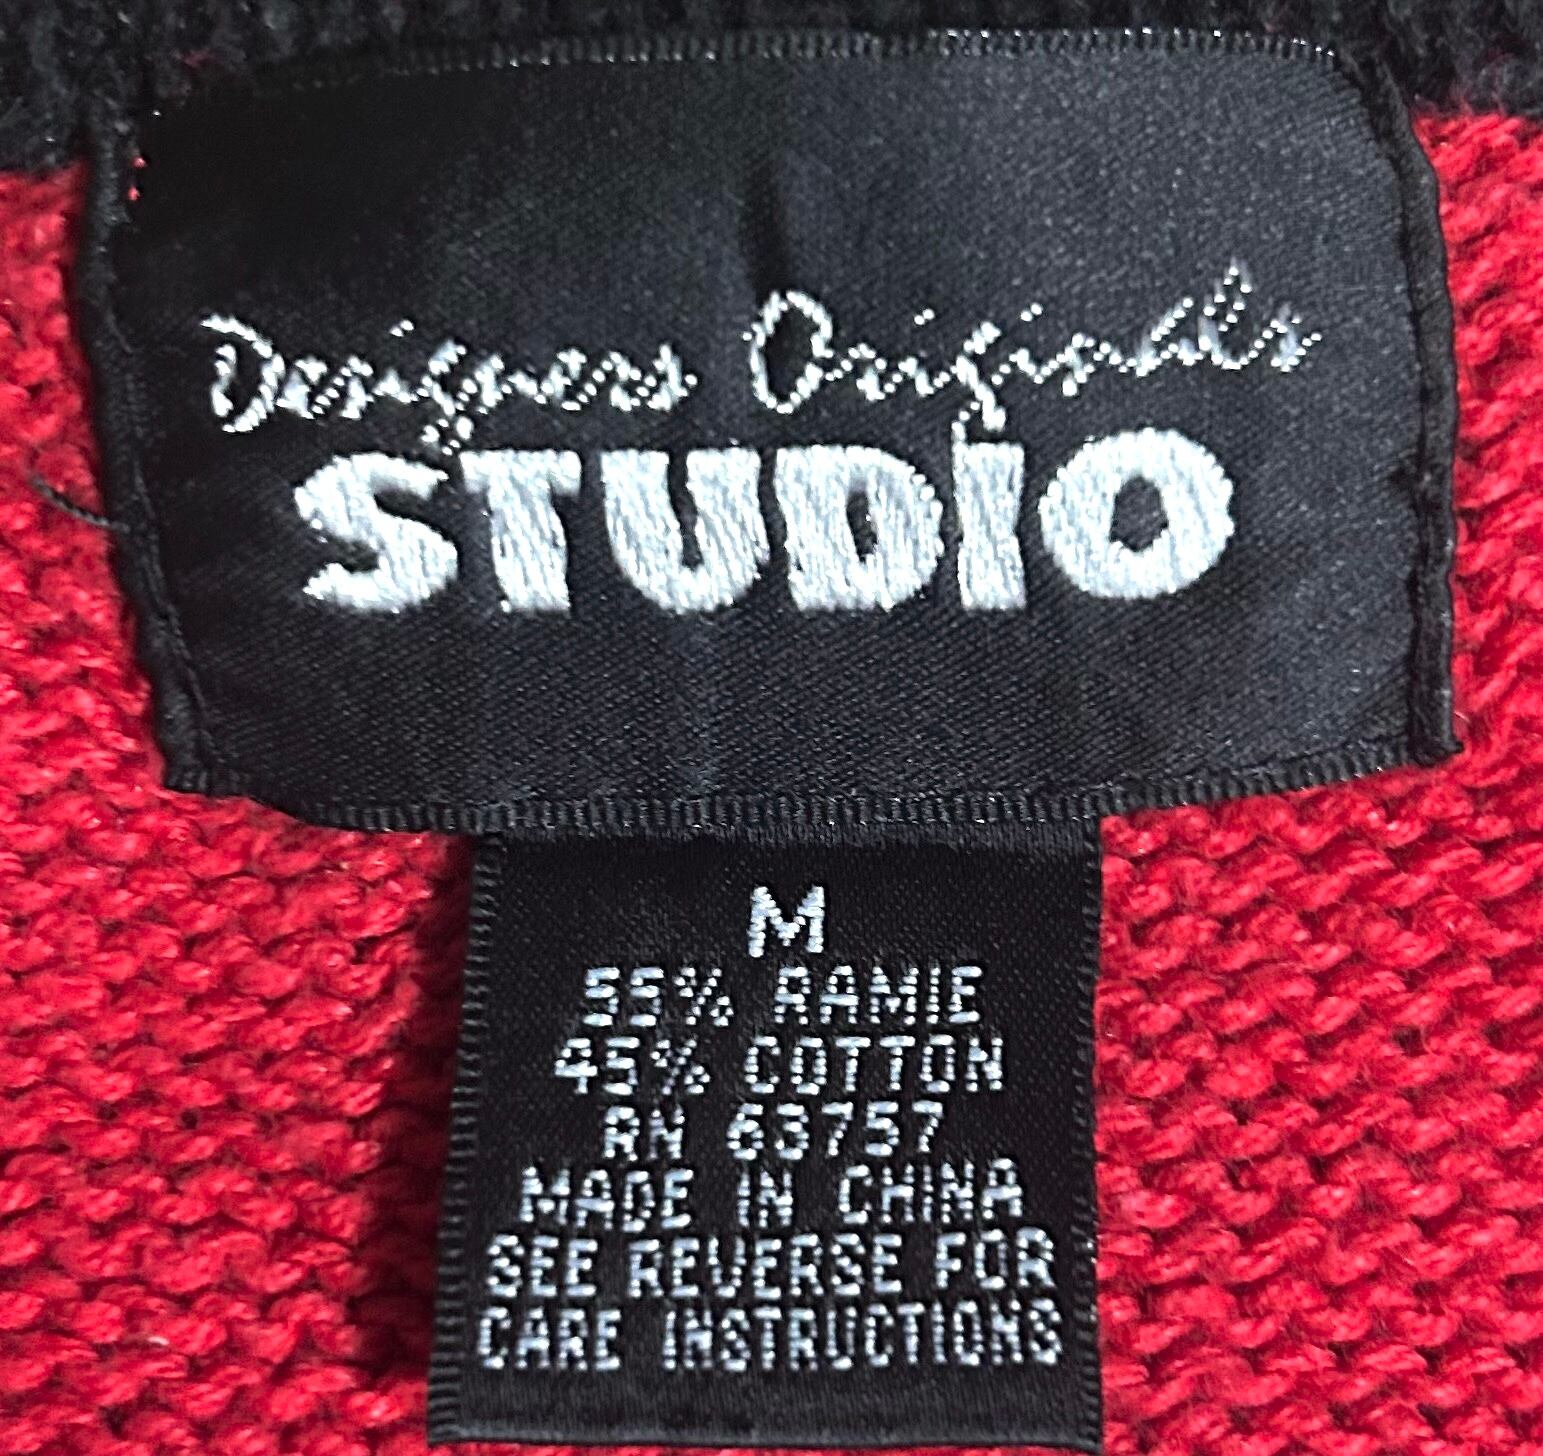 Designers Originals
STUDIO
M
55% RAMIE
45% COTTON
RN 63757
MADE IN CHINA
SEE REVERSE FOR
CARE INSTRUCTIONS